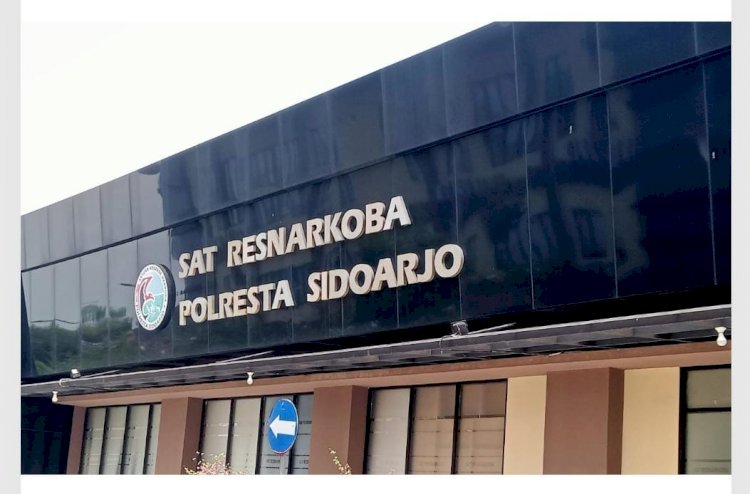 SAT RESNARKOBA
POLRESTA SIDOARJO